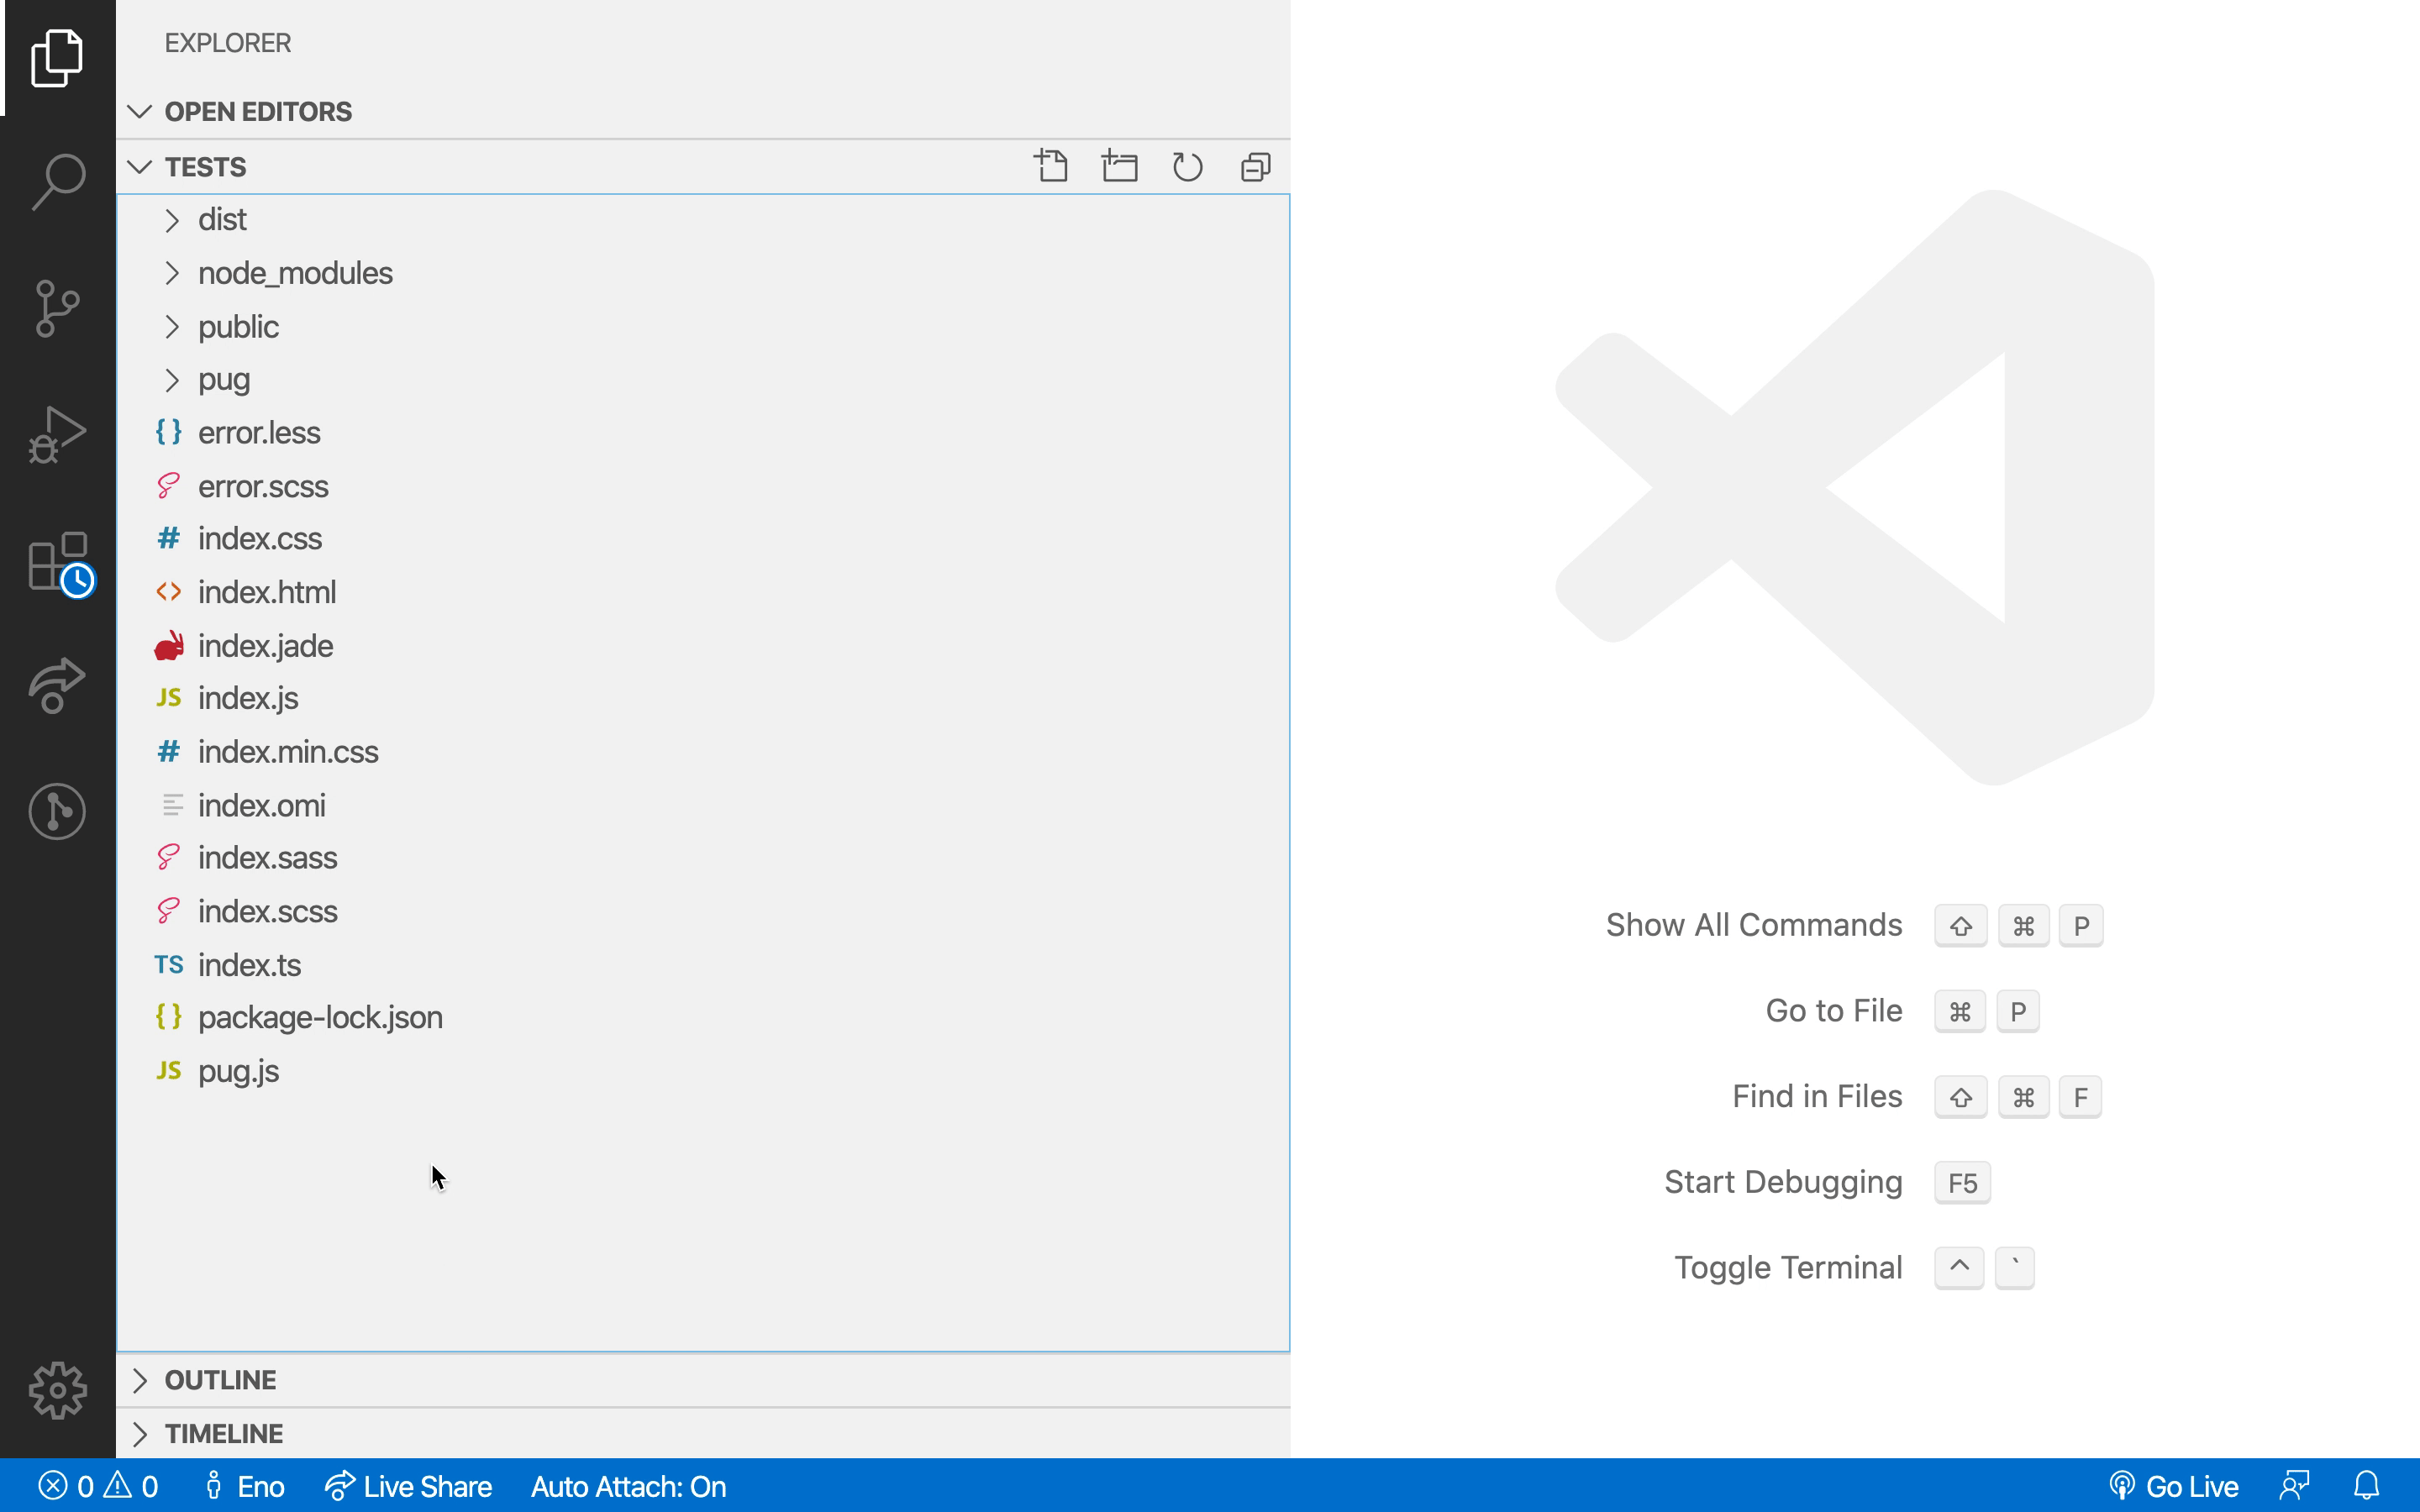 EXPLORER
OPEN EDITORS
TESTS
dist
node_modules
public
pug
error.less
error.scss
# index.css
<> index.html
index.jade
JS index.js
# index.min.css
index.omi
index.sass
index.scss
TS index.ts
{} package-lock.json
JS pug.js
OUTLINE
TIMELINE
Show All Commands ⇧ ⌘ P
Go to File ⌘ P
Find in Files ⇧ ⌘ F
Start Debugging F5
Toggle Terminal ^ `
0 0 Eno Live Share Auto Attach: On Go Live